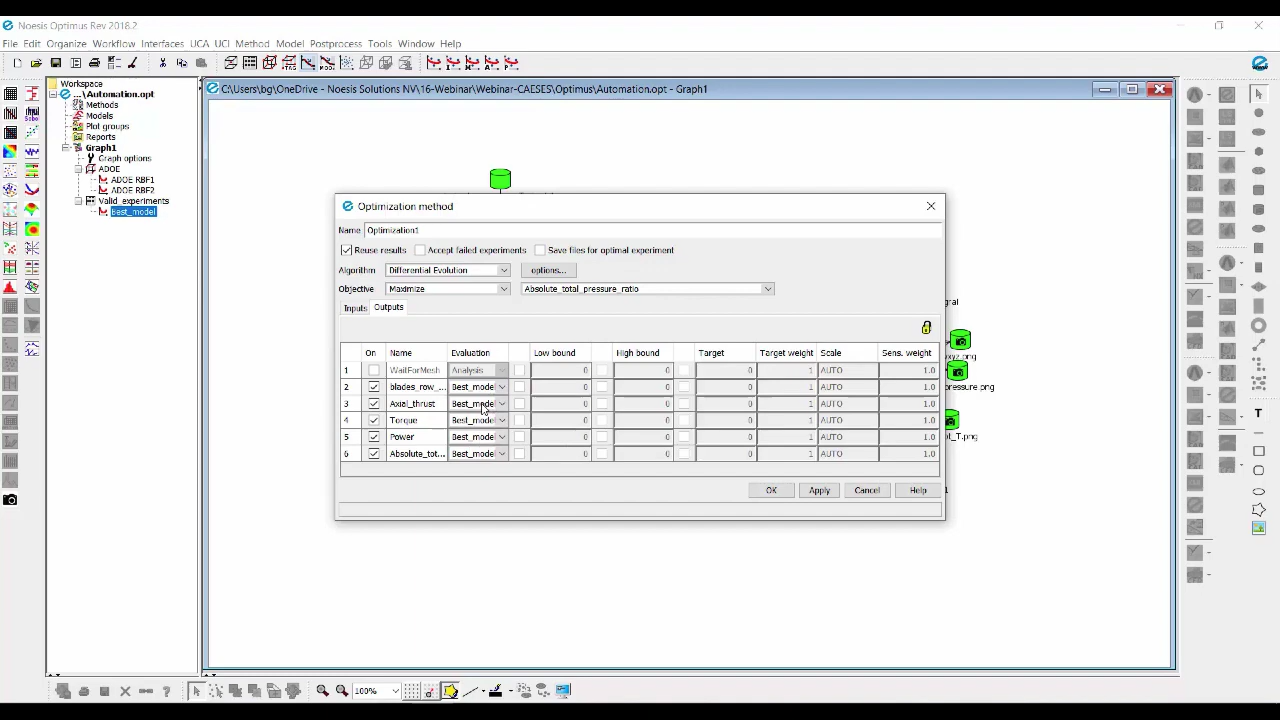 Noesis Optimus Rev 2018.2
File Edit Organize Workflow Interfaces UCA UCI Method Model Postprocess Tools Window Help
Workspace
...\Automation.opt
Methods
Models
Plot groups
Reports
Graph1
Graph options
ADOE
ADOE RBF1
ADOE RBF2
Valid_experiments
Best_model
C:\Users\bg\OneDrive - Noesis Solutions NV\16-Webinar\Webinar-CAESES\Optimus\Automation.opt - Graph1
Optimization method
Name Optimization1
Reuse results Accept failed experiments Save files for optimal experiment
Algorithm Differential Evolution options...
Objective Maximize Absolute_total_pressure_ratio
Inputs Outputs
On Name Evaluation Low bound High bound Target Target weight Scale Sens. weight
1 WaitForMesh Analysis 0 0 0 1 AUTO 1.0
2 blades_row_... Best_model 0 0 0 1 AUTO 1.0
3 Axial_thrust Best_model 0 0 0 1 AUTO 1.0
4 Torque Best_model 0 0 0 1 AUTO 1.0
5 Power Best_model 0 0 0 1 AUTO 1.0
6 Absolute_tot... Best_model 0 0 0 1 AUTO 1.0
OK Apply Cancel Help
100%